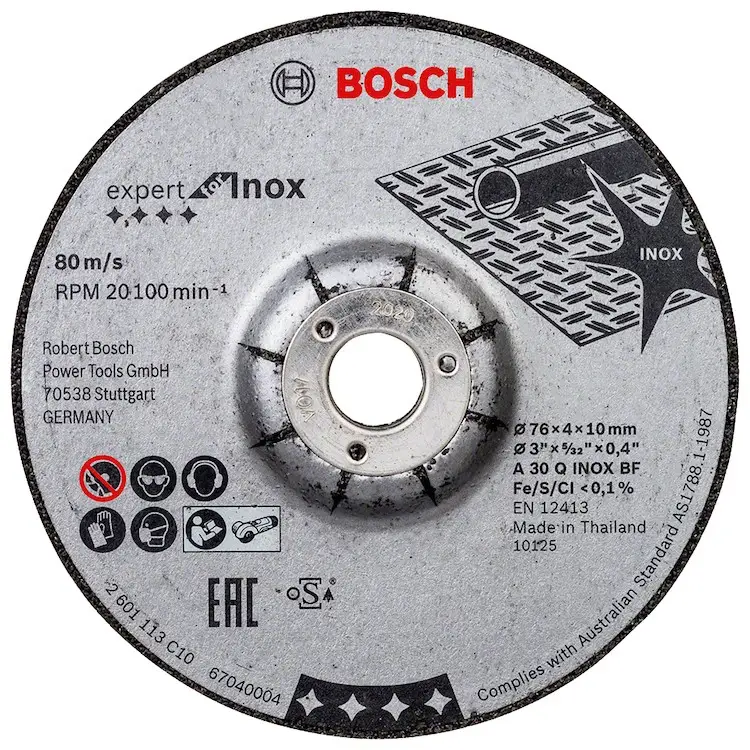 BOSCH
expert for Inox
INOX
80 m/s
RPM 20100 min⁻¹
2020
V04
Robert Bosch
Power Tools GmbH
70538 Stuttgart
GERMANY
Ø 76×4×10 mm
Ø 3"×5/32"×0,4"
A 30 Q INOX BF
Fe/S/Cl <0,1%
EN 12413
Made in Thailand
10125
EAC
oSA
2 601 113 C10
67040004
Complies with Australian Standard AS1788.1-1987